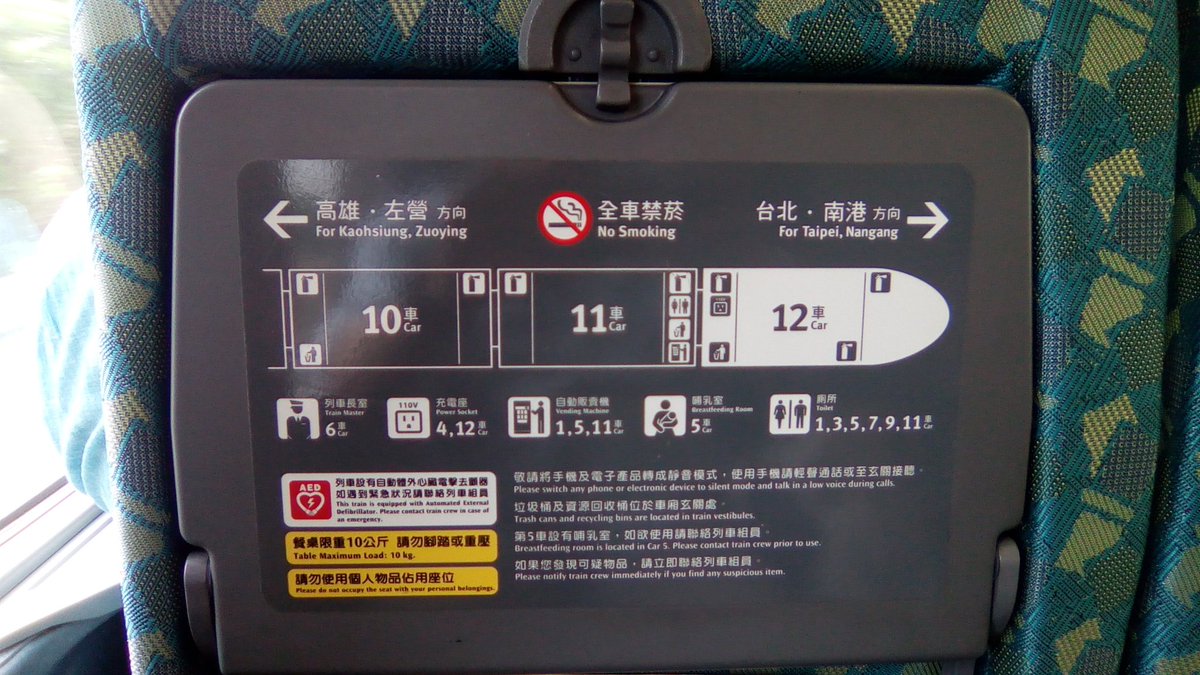 高雄・左營 方向
For Kaohsiung, Zuoying
全車禁菸
No Smoking
台北・南港 方向
For Taipei, Nangang
10車
Car
11車
Car
110V
12車
Car
列車長室
Train Master
6車
Car
110V
充電座
Power Socket
4,12車
Car
自動販賣機
Vending Machine
1,5,11車
Car
哺乳室
Breastfeeding Room
5車
Car
廁所
Toilet
1,3,5,7,9,11車
Car
AED
列車設有自動體外心臟電擊去顫器
如遇到緊急狀況請聯絡列車組員
This train is equipped with Automated External
Defibrillator. Please contact train crew in case of
an emergency.
餐桌限重10公斤 請勿腳踏或重壓
Table Maximum Load: 10 kg.
請勿使用個人物品佔用座位
Please do not occupy the seat with your personal belongings.
敬請將手機及電子產品轉成靜音模式，使用手機請輕聲通話或至玄關接聽。
Please switch any phone or electronic device to silent mode and talk in a low voice during calls.
垃圾桶及資源回收桶位於車廂玄關處。
Trash cans and recycling bins are located in train vestibules.
第5車設有哺乳室，如欲使用請聯絡列車組員。
Breastfeeding room is located in Car 5. Please contact train crew prior to use.
如果您發現可疑物品，請立即聯絡列車組員。
Please notify train crew immediately if you find any suspicious item.